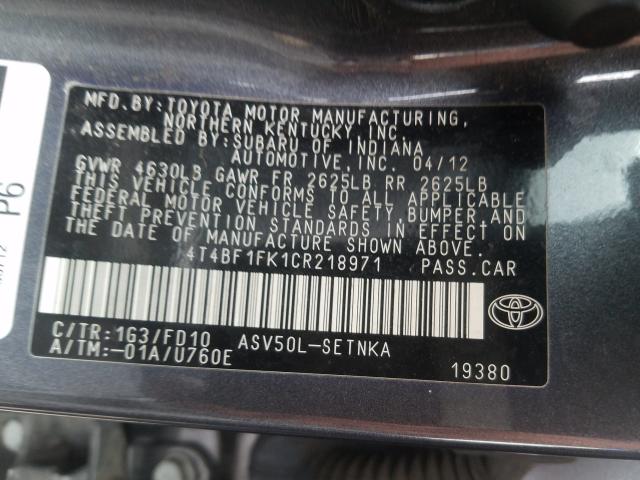 MFD.BY:TOYOTA MOTOR MANUFACTURING,
NORTHERN KENTUCKY,INC.
ASSEMBLED BY:SUBARU OF INDIANA
AUTOMOTIVE,INC. 04/12
GVWR 4630LB GAWR FR 2625LB RR 2625LB
THIS VEHICLE CONFORMS TO ALL APPLICABLE
FEDERAL MOTOR VEHICLE SAFETY,BUMPER,AND
THEFT PREVENTION STANDARDS IN EFFECT ON
THE DATE OF MANUFACTURE SHOWN ABOVE.
4T4BF1FK1CR218971 PASS.CAR
C/TR:1G3/FD10 ASV50L-SETNKA
A/TM:-01A/U760E
19380
P6